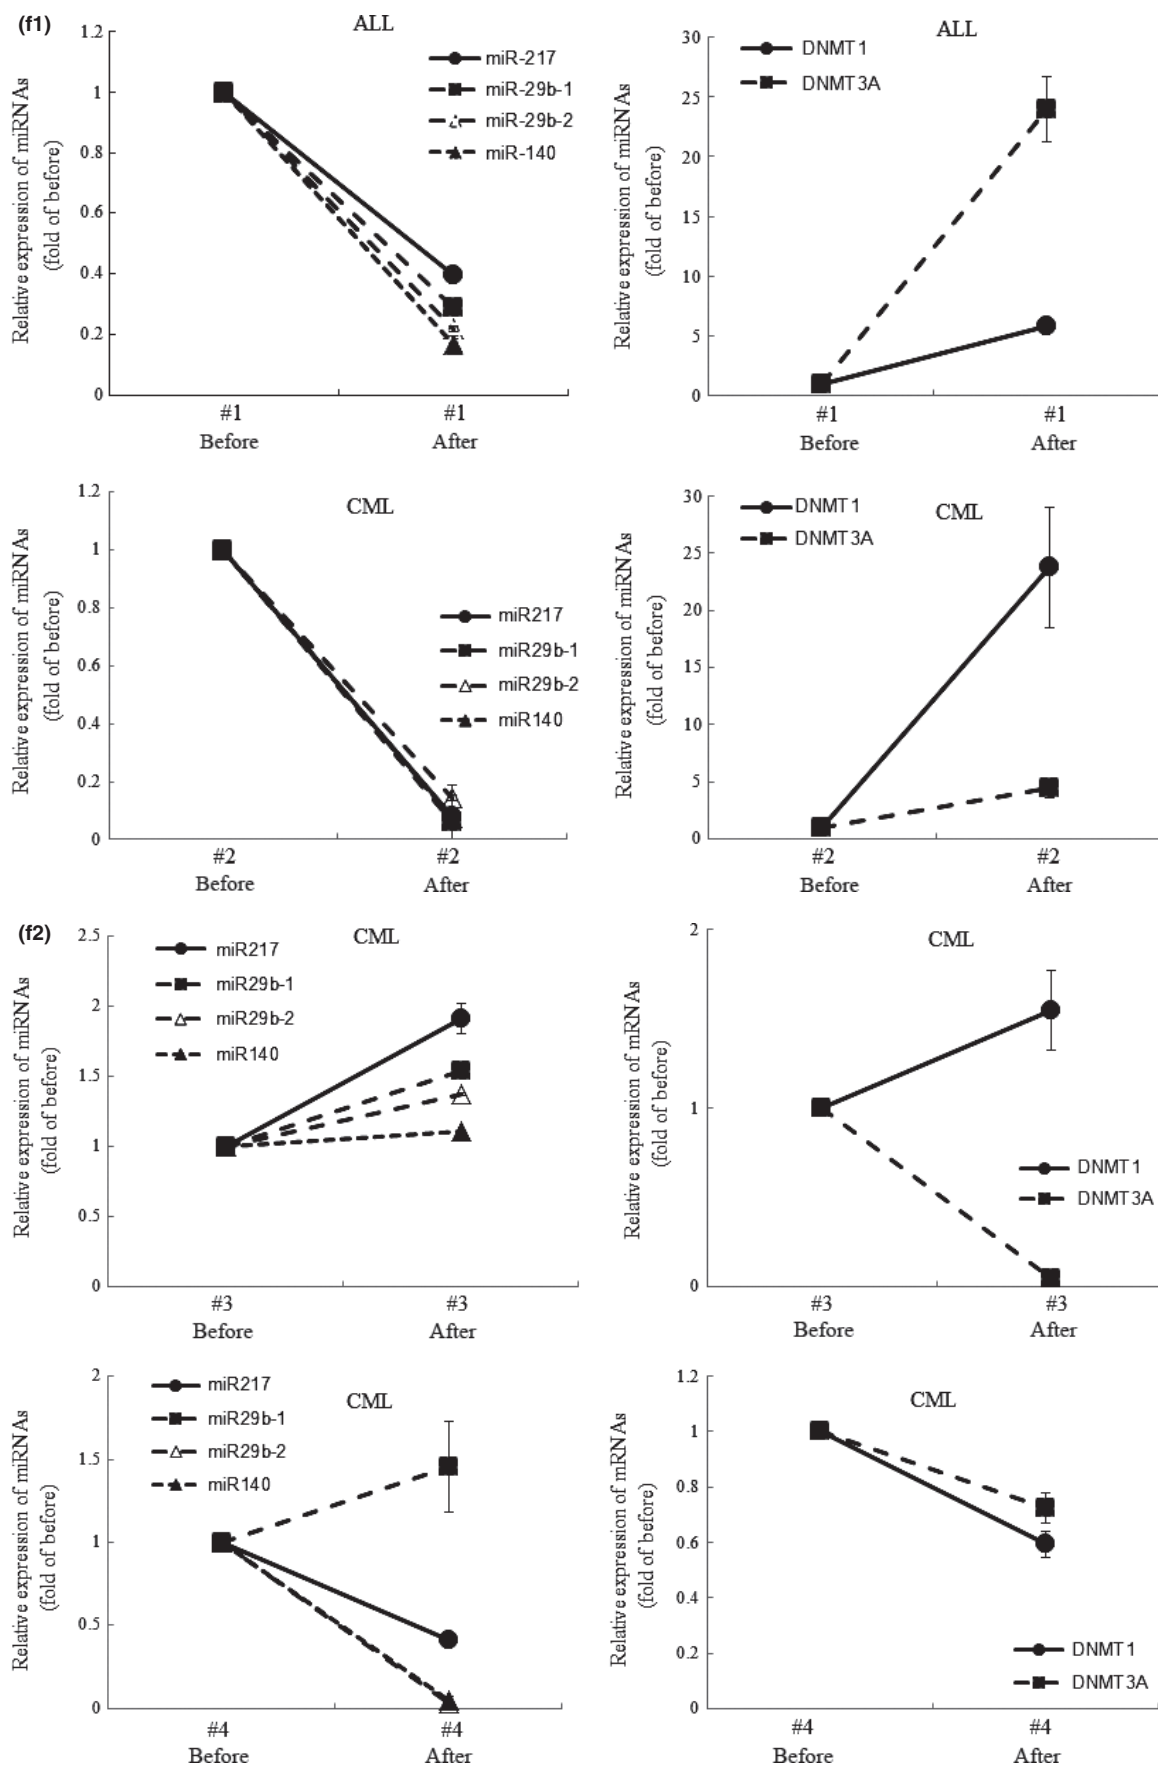 (f1)
ALL
Relative expression of miRNAs
(fold of before)
1.2
1
0.8
0.6
0.4
0.2
0
miR-217
miR-29b-1
miR-29b-2
miR-140
#1
Before
#1
After
ALL
Relative expression of miRNAs
(fold of before)
30
25
20
15
10
5
0
DNMT1
DNMT3A
#1
Before
#1
After
CML
Relative expression of miRNAs
(fold of before)
1.2
1
0.8
0.6
0.4
0.2
0
miR217
miR29b-1
miR29b-2
miR140
#2
Before
#2
After
CML
Relative expression of miRNAs
(fold of before)
30
25
20
15
10
5
0
DNMT1
DNMT3A
#2
Before
#2
After
(f2)
CML
Relative expression of miRNAs
(fold of before)
2.5
2
1.5
1
0.5
0
miR217
miR29b-1
miR29b-2
miR140
#3
Before
#3
After
CML
Relative expression of mRNAs
(fold of before)
2
1
0
DNMT1
DNMT3A
#3
Before
#3
After
CML
Relative expression of miRNAs
(fold of before)
2
1.5
1
0.5
0
miR217
miR29b-1
miR29b-2
miR140
#4
Before
#4
After
CML
Relative expression of mRNAs
(fold of before)
1.2
1
0.8
0.6
0.4
0.2
0
DNMT1
DNMT3A
#4
Before
#4
After